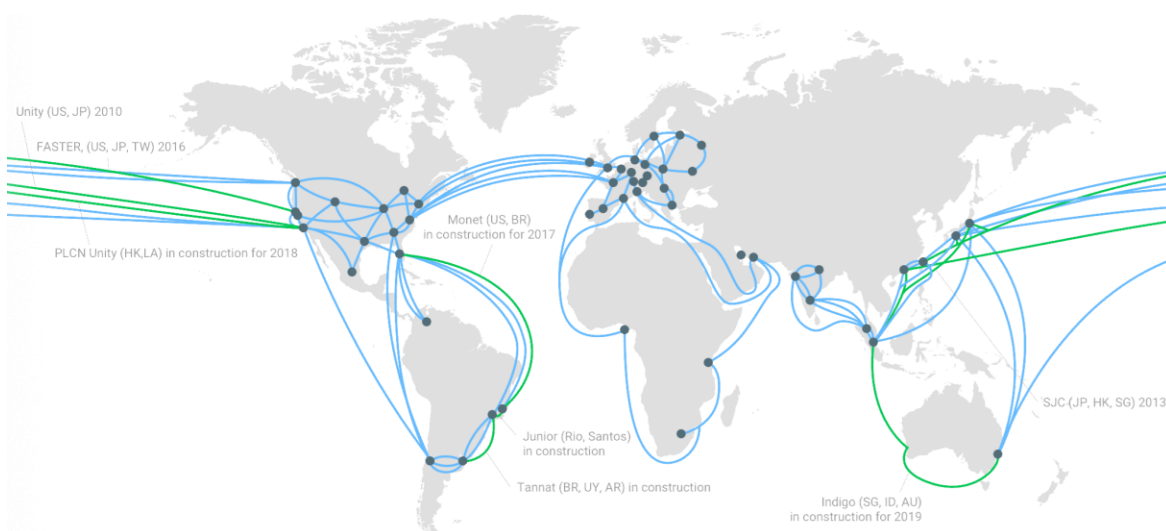 Unity (US, JP) 2010
FASTER, (US, JP, TW) 2016
PLCN Unity (HK,LA) in construction for 2018
Monet (US, BR)
in construction for 2017
Junior (Rio, Santos)
in construction
Tannat (BR, UY, AR) in construction
SJC (JP, HK, SG) 2013
Indigo (SG, ID, AU)
in construction for 2019